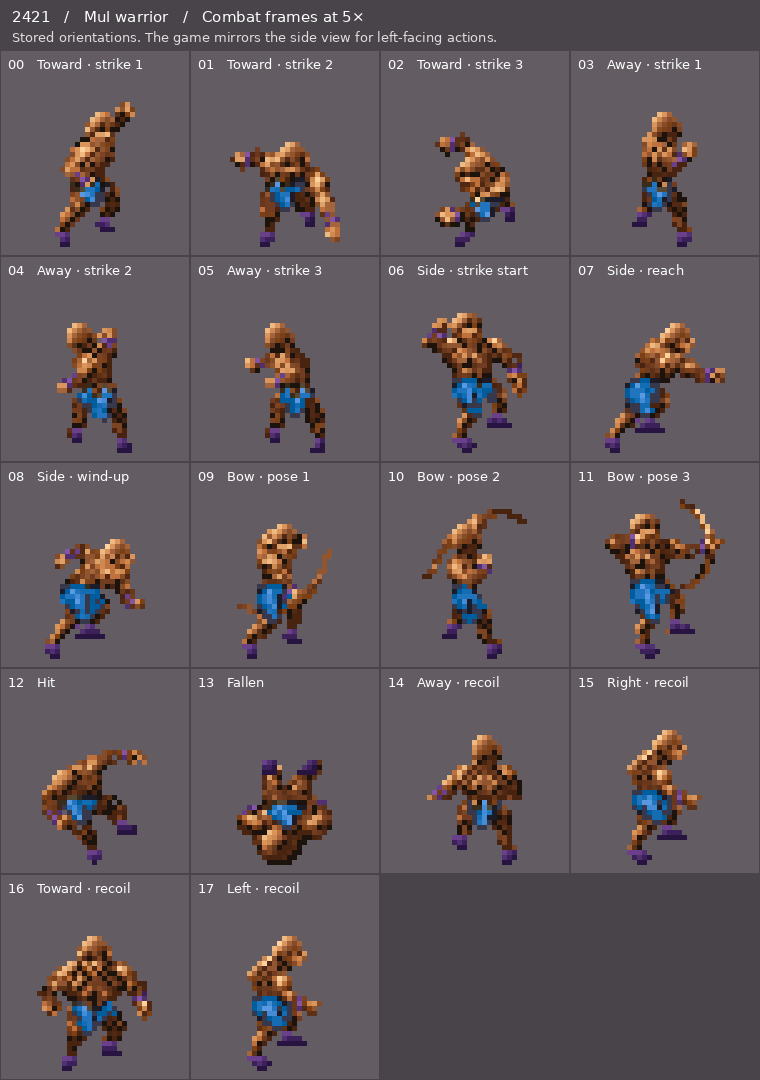 2421 / Mul warrior / Combat frames at 5×
Stored orientations. The game mirrors the side view for left-facing actions.
00 Toward · strike 1
01 Toward · strike 2
02 Toward · strike 3
03 Away · strike 1
04 Away · strike 2
05 Away · strike 3
06 Side · strike start
07 Side · reach
08 Side · wind-up
09 Bow · pose 1
10 Bow · pose 2
11 Bow · pose 3
12 Hit
13 Fallen
14 Away · recoil
15 Right · recoil
16 Toward · recoil
17 Left · recoil